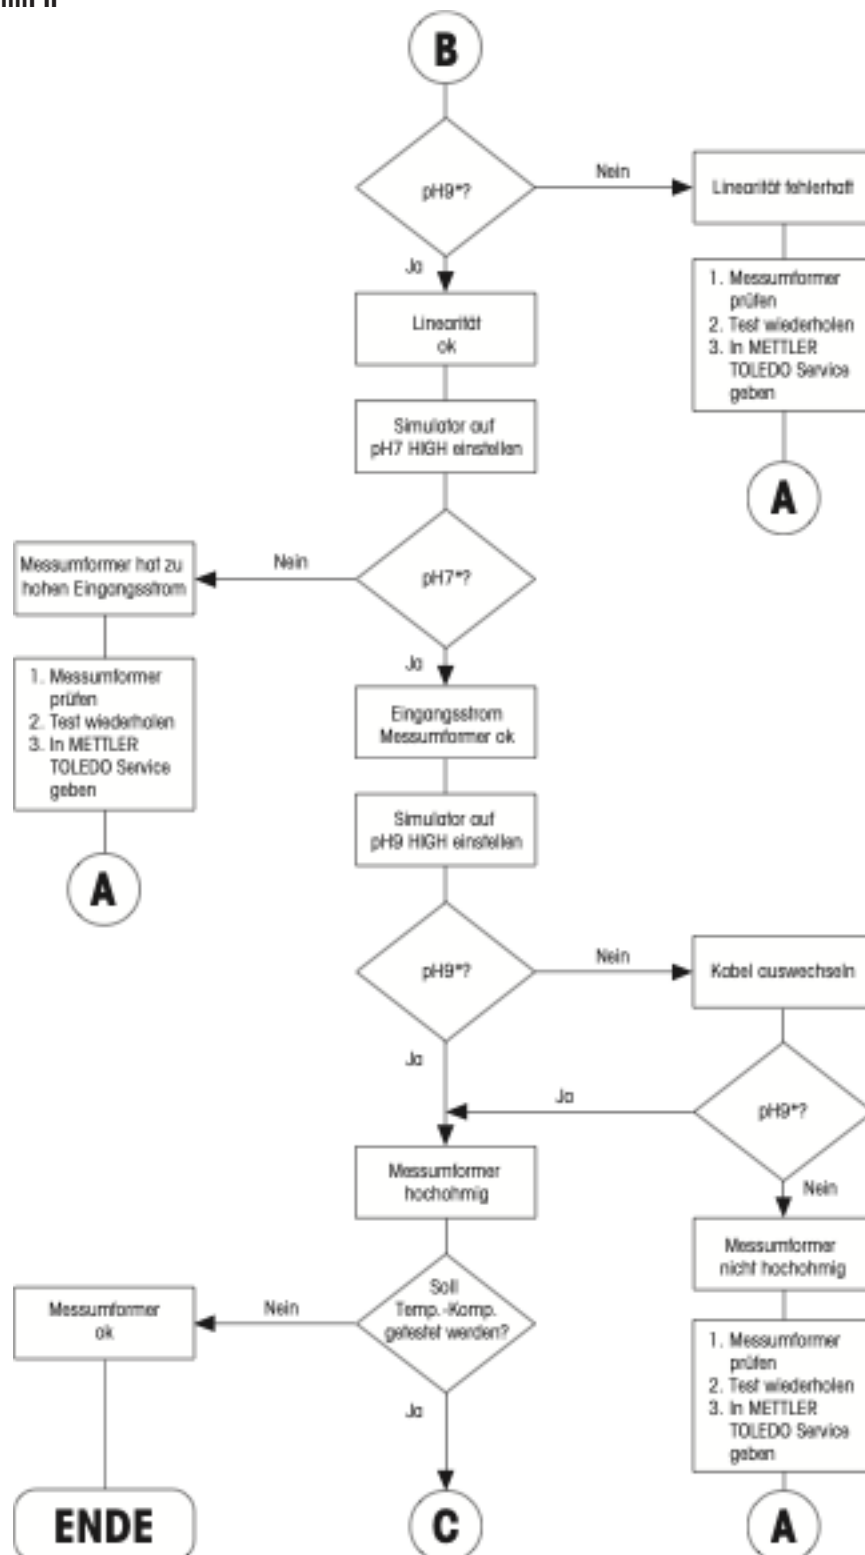 B
pH9*?
Nein
Linearität fehlerhaft
Ja
1. Messumformer
prüfen
2. Test wiederholen
3. In METTLER
TOLEDO Service
geben
Linearität
ok
Simulator auf
pH7 HIGH einstellen
A
Messumformer hat zu
hohen Eingangsstrom
Nein
pH7*?
Ja
1. Messumformer
prüfen
2. Test wiederholen
3. In METTLER
TOLEDO Service
geben
Eingangsstrom
Messumformer ok
Simulator auf
pH9 HIGH einstellen
A
pH9*?
Nein
Kabel auswechseln
Ja
Ja
pH9*?
Nein
Messumformer
hochohmig
Messumformer
nicht hochohmig
Soll
Temp.-Komp.
getestet werden?
Nein
Messumformer
ok
1. Messumformer
prüfen
2. Test wiederholen
3. In METTLER
TOLEDO Service
geben
Ja
ENDE
C
A